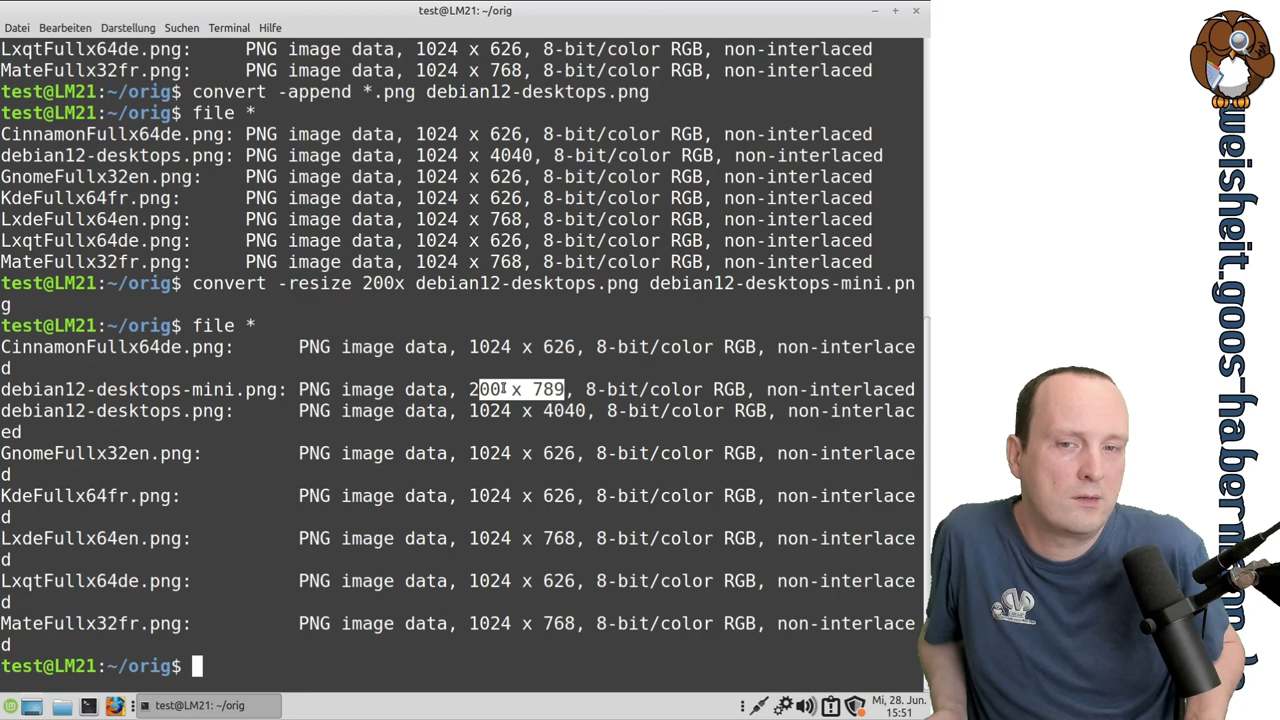 test@LM21: ~/orig
Datei Bearbeiten Darstellung Suchen Terminal Hilfe
LxqtFullx64de.png: PNG image data, 1024 x 626, 8-bit/color RGB, non-interlaced
MateFullx32fr.png: PNG image data, 1024 x 768, 8-bit/color RGB, non-interlaced
test@LM21:~/orig$ convert -append *.png debian12-desktops.png
test@LM21:~/orig$ file *
CinnamonFullx64de.png: PNG image data, 1024 x 626, 8-bit/color RGB, non-interlaced
debian12-desktops.png: PNG image data, 1024 x 4040, 8-bit/color RGB, non-interlaced
GnomeFullx32en.png: PNG image data, 1024 x 626, 8-bit/color RGB, non-interlaced
KdeFullx64fr.png: PNG image data, 1024 x 626, 8-bit/color RGB, non-interlaced
LxdeFullx64en.png: PNG image data, 1024 x 768, 8-bit/color RGB, non-interlaced
LxqtFullx64de.png: PNG image data, 1024 x 626, 8-bit/color RGB, non-interlaced
MateFullx32fr.png: PNG image data, 1024 x 768, 8-bit/color RGB, non-interlaced
test@LM21:~/orig$ convert -resize 200x debian12-desktops.png debian12-desktops-mini.pn
g
test@LM21:~/orig$ file *
CinnamonFullx64de.png: PNG image data, 1024 x 626, 8-bit/color RGB, non-interlace
d
debian12-desktops-mini.png: PNG image data, 200 x 789, 8-bit/color RGB, non-interlaced
debian12-desktops.png: PNG image data, 1024 x 4040, 8-bit/color RGB, non-interlac
ed
GnomeFullx32en.png: PNG image data, 1024 x 626, 8-bit/color RGB, non-interlace
d
KdeFullx64fr.png: PNG image data, 1024 x 626, 8-bit/color RGB, non-interlace
d
LxdeFullx64en.png: PNG image data, 1024 x 768, 8-bit/color RGB, non-interlace
d
LxqtFullx64de.png: PNG image data, 1024 x 626, 8-bit/color RGB, non-interlace
d
MateFullx32fr.png: PNG image data, 1024 x 768, 8-bit/color RGB, non-interlace
d
test@LM21:~/orig$
test@LM21: ~/orig
Mi, 28. Jun.
15:51